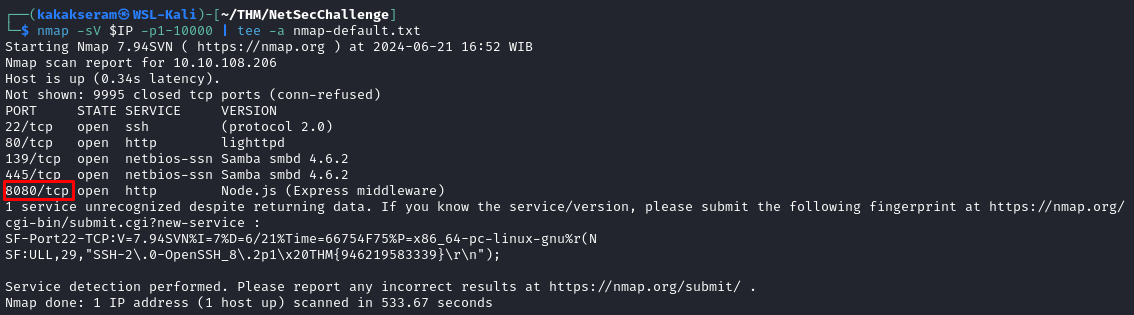 ┌──(kakakseram㉿WSL-Kali)-[~/THM/NetSecChallenge]
└─$ nmap -sV $IP -p1-10000 | tee -a nmap-default.txt
Starting Nmap 7.94SVN ( https://nmap.org ) at 2024-06-21 16:52 WIB
Nmap scan report for 10.10.108.206
Host is up (0.34s latency).
Not shown: 9995 closed tcp ports (conn-refused)
PORT     STATE SERVICE     VERSION
22/tcp   open  ssh         (protocol 2.0)
80/tcp   open  http        lighttpd
139/tcp  open  netbios-ssn Samba smbd 4.6.2
445/tcp  open  netbios-ssn Samba smbd 4.6.2
8080/tcp open  http        Node.js (Express middleware)
1 service unrecognized despite returning data. If you know the service/version, please submit the following fingerprint at https://nmap.org/
cgi-bin/submit.cgi?new-service :
SF-Port22-TCP:V=7.94SVN%I=7%D=6/21%Time=66754F75%P=x86_64-pc-linux-gnu%r(N
SF:ULL,29,"SSH-2\.0-OpenSSH_8\.2p1\x20THM{946219583339}\r\n");

Service detection performed. Please report any incorrect results at https://nmap.org/submit/ .
Nmap done: 1 IP address (1 host up) scanned in 533.67 seconds